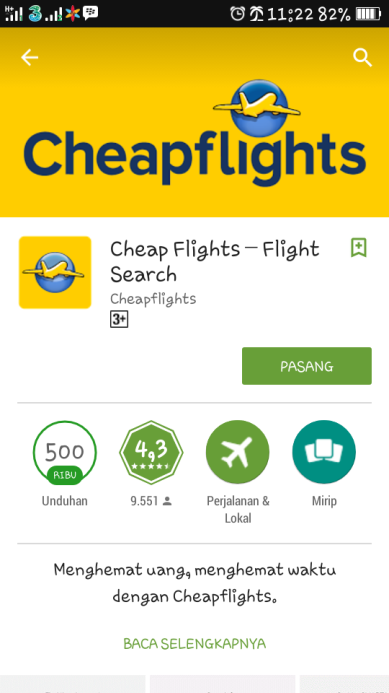 H+ 3 11:22 82%
Cheapflights
Cheap Flights – Flight
Search
Cheapflights
3+
PASANG
500
RIBU
4,3
Unduhan
9.551
Perjalanan &
Lokal
Mirip
Menghemat uang, menghemat waktu
dengan Cheapflights.
BACA SELENGKAPNYA